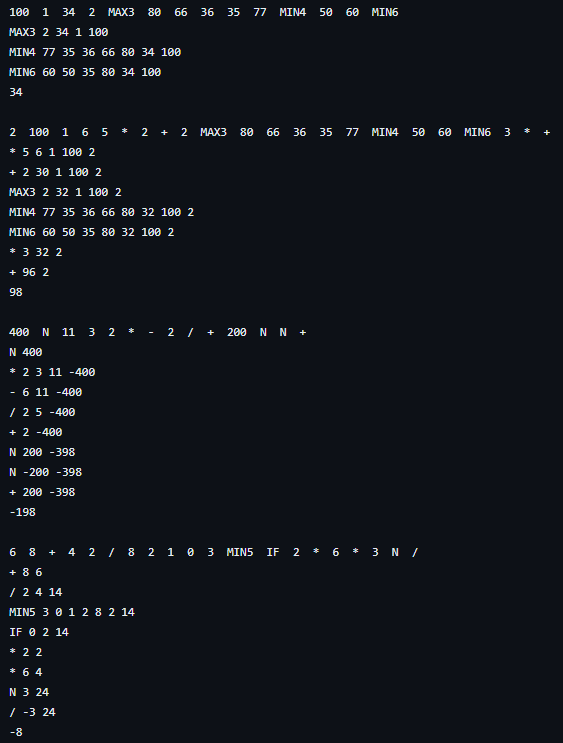 100 1 34 2 MAX3 80 66 36 35 77 MIN4 50 60 MIN6
MAX3 2 34 1 100
MIN4 77 35 36 66 80 34 100
MIN6 60 50 35 80 34 100
34
2 100 1 6 5 * 2 + 2 MAX3 80 66 36 35 77 MIN4 50 60 MIN6 3 * +
* 5 6 1 100 2
+ 2 30 1 100 2
MAX3 2 32 1 100 2
MIN4 77 35 36 66 80 32 100 2
MIN6 60 50 35 80 32 100 2
* 3 32 2
+ 96 2
98
400 N 11 3 2 * - 2 / + 200 N N +
N 400
* 2 3 11 -400
- 6 11 -400
/ 2 5 -400
+ 2 -400
N 200 -398
N -200 -398
+ 200 -398
-198
6 8 + 4 2 / 8 2 1 0 3 MIN5 IF 2 * 6 * 3 N /
+ 8 6
/ 2 4 14
MIN5 3 0 1 2 8 2 14
IF 0 2 14
* 2 2
* 6 4
N 3 24
/ -3 24
-8